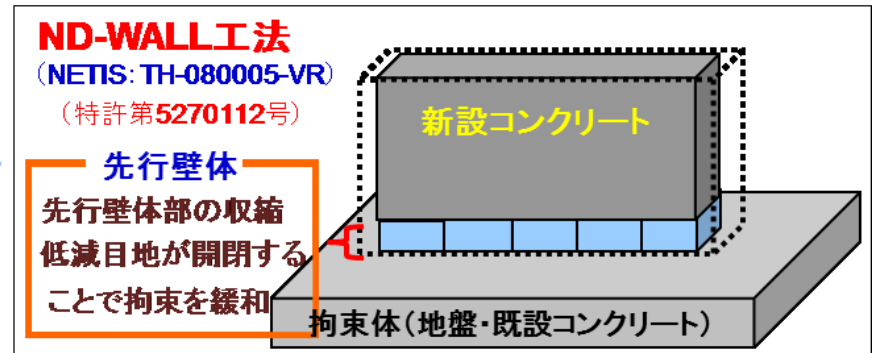 ND-WALL工法
（NETIS：TH-080005-VR）
（特許第5270112号）
新設コンクリート
先行壁体
先行壁体部の収縮
低減目地が開閉する
ことで拘束を緩和
拘束体（地盤・既設コンクリート）